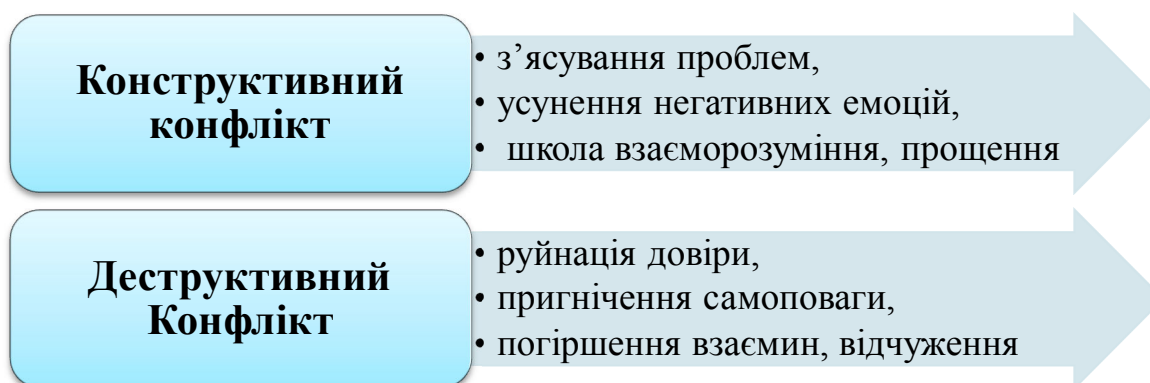 Конструктивний
конфлікт
• з’ясування проблем,
• усунення негативних емоцій,
• школа взаєморозуміння, прощення
Деструктивний
Конфлікт
• руйнація довіри,
• пригнічення самоповаги,
• погіршення взаємин, відчуження